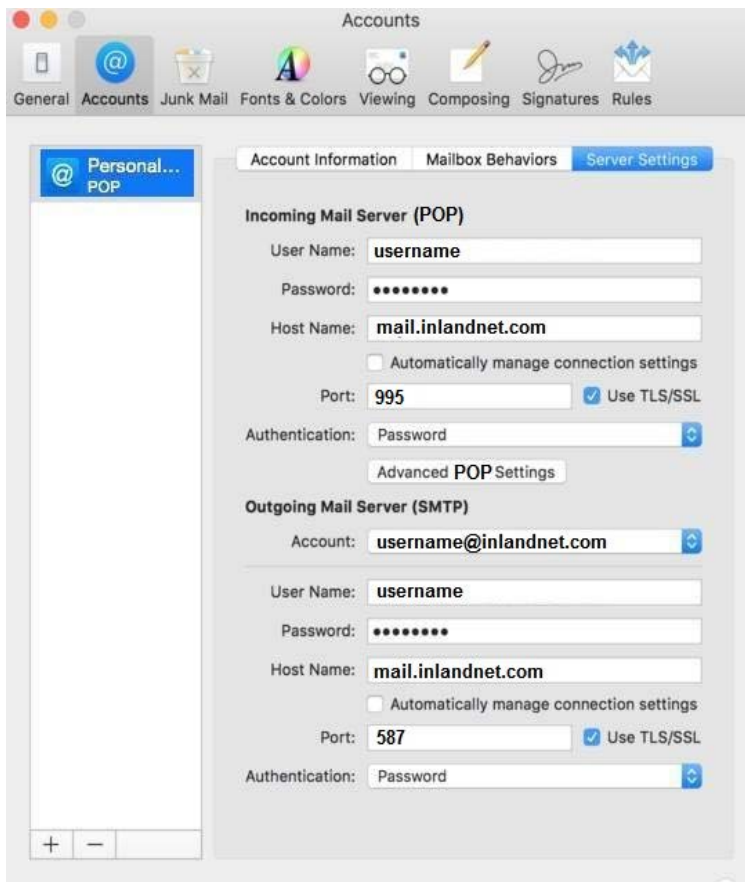 Accounts
General Accounts Junk Mail Fonts & Colors Viewing Composing Signatures Rules
Personal...
POP
Account Information Mailbox Behaviors Server Settings
Incoming Mail Server (POP)
User Name: username
Password: ••••••••
Host Name: mail.inlandnet.com
Automatically manage connection settings
Port: 995 Use TLS/SSL
Authentication: Password
Advanced POP Settings
Outgoing Mail Server (SMTP)
Account: username@inlandnet.com
User Name: username
Password: ••••••••
Host Name: mail.inlandnet.com
Automatically manage connection settings
Port: 587 Use TLS/SSL
Authentication: Password
+ −